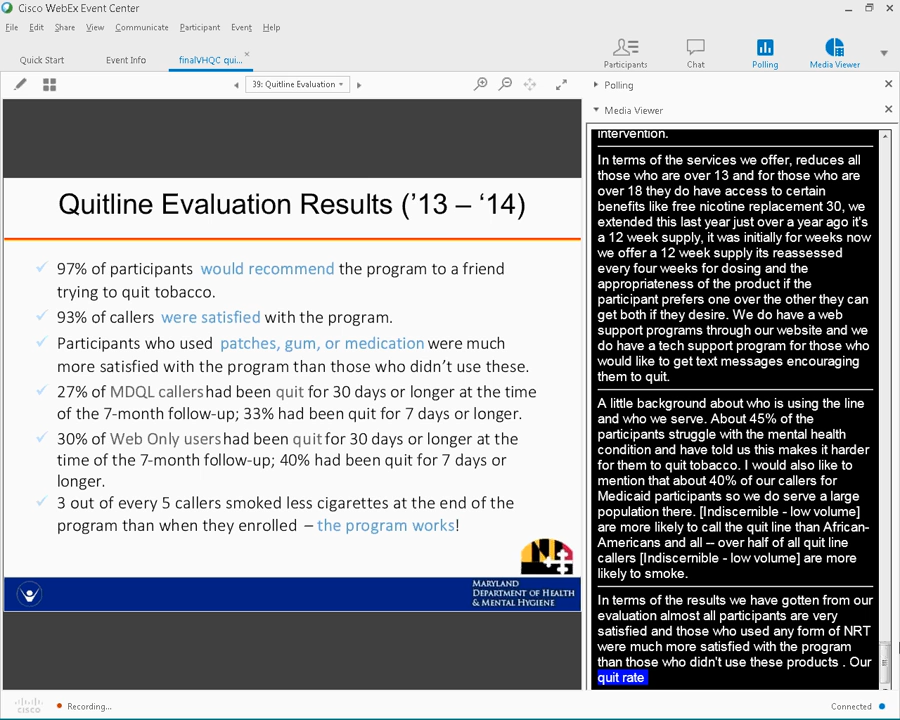 Cisco WebEx Event Center
File Edit Share View Communicate Participant Event Help
Quick Start Event Info finalVHQC qui...
Participants Chat Polling Media Viewer
39: Quitline Evaluation
Quitline Evaluation Results ('13 – '14)
97% of participants would recommend the program to a friend
trying to quit tobacco.
93% of callers were satisfied with the program.
Participants who used patches, gum, or medication were much
more satisfied with the program than those who didn't use these.
27% of MDQL callers had been quit for 30 days or longer at the time
of the 7-month follow-up; 33% had been quit for 7 days or longer.
30% of Web Only users had been quit for 30 days or longer at the
time of the 7-month follow-up; 40% had been quit for 7 days or
longer.
3 out of every 5 callers smoked less cigarettes at the end of the
program than when they enrolled – the program works!
MARYLAND
DEPARTMENT OF HEALTH
& MENTAL HYGIENE
Polling
Media Viewer
intervention.
In terms of the services we offer, reduces all
those who are over 13 and for those who are
over 18 they do have access to certain
benefits like free nicotine replacement 30, we
extended this last year just over a year ago it's
a 12 week supply, it was initially for weeks now
we offer a 12 week supply its reassessed
every four weeks for dosing and the
appropriateness of the product if the
participant prefers one over the other they can
get both if they desire. We do have a web
support programs through our website and we
do have a tech support program for those who
would like to get text messages encouraging
them to quit.
A little background about who is using the line
and who we serve. About 45% of the
participants struggle with the mental health
condition and have told us this makes it harder
for them to quit tobacco. I would also like to
mention that about 40% of our callers for
Medicaid participants so we do serve a large
population there. [Indiscernible - low volume]
are more likely to call the quit line than African-
Americans and all -- over half of all quit line
callers [Indiscernible - low volume] are more
likely to smoke.
In terms of the results we have gotten from our
evaluation almost all participants are very
satisfied and those who used any form of NRT
were much more satisfied with the program
than those who didn't use these products . Our
quit rate
cisco
Recording...
Connected